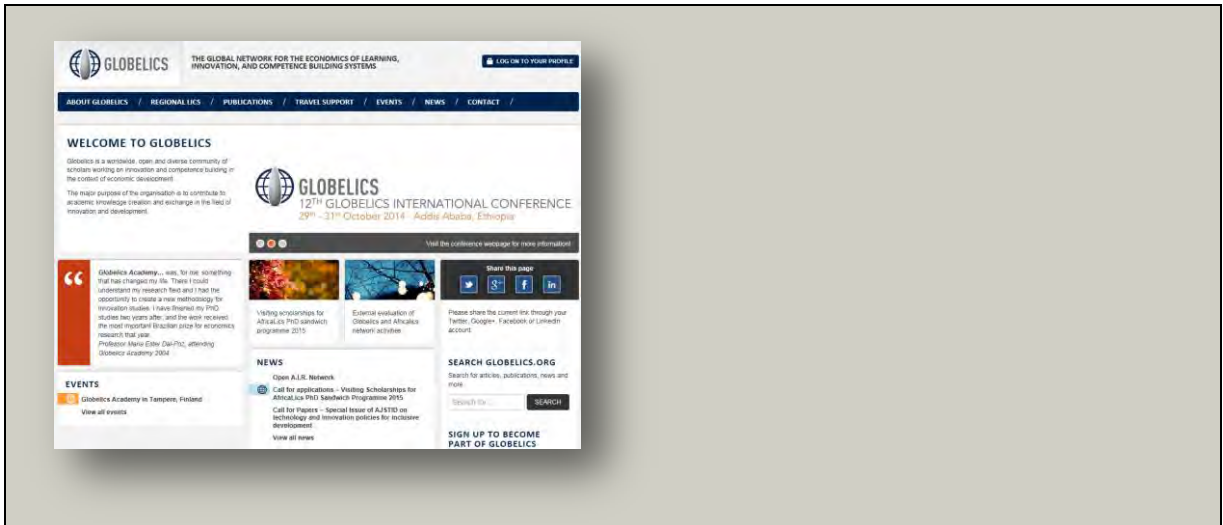 GLOBELICS
THE GLOBAL NETWORK FOR THE ECONOMICS OF LEARNING,
INNOVATION, AND COMPETENCE BUILDING SYSTEMS
LOG ON TO YOUR PROFILE
ABOUT GLOBELICS / REGIONAL LICS / PUBLICATIONS / TRAVEL SUPPORT / EVENTS / NEWS / CONTACT /
WELCOME TO GLOBELICS
Globelics is a worldwide, open and diverse community of
scholars working on innovation and competence building in
the context of economic development.
The major purpose of the organisation is to contribute to
academic knowledge creation and exchange in the field of
innovation and development.
GLOBELICS
12TH GLOBELICS INTERNATIONAL CONFERENCE
29th - 31st October 2014 Addis Ababa, Ethiopia
Visit the conference webpage for more information!
“
Globelics Academy... was, for me, something
that has changed my life. There I could
understand my research field and I had the
opportunity to create a new methodology for
innovation studies. I have finished my PhD
studies two years after, and the work received
the most important Brazilian prize for economics
research that year.
Professor Maria Ester Dal-Poz, attending
Globelics Academy 2004
EVENTS
Globelics Academy in Tampere, Finland
View all events
Visiting scholarships for
AfricaLics PhD sandwich
programme 2015
External evaluation of
Globelics and Africalics
network activities
NEWS
Open A.I.R. Network
Call for applications – Visiting Scholarships for
AfricaLics PhD Sandwich Programme 2015
Call for Papers – Special Issue of AJSTID on
technology and innovation policies for inclusive
development
View all news
Share this page
Please share the current link through your
Twitter, Google+, Facebook or LinkedIn
account.
SEARCH GLOBELICS.ORG
Search for articles, publications, news and
more.
Search for ...
SEARCH
SIGN UP TO BECOME
PART OF GLOBELICS